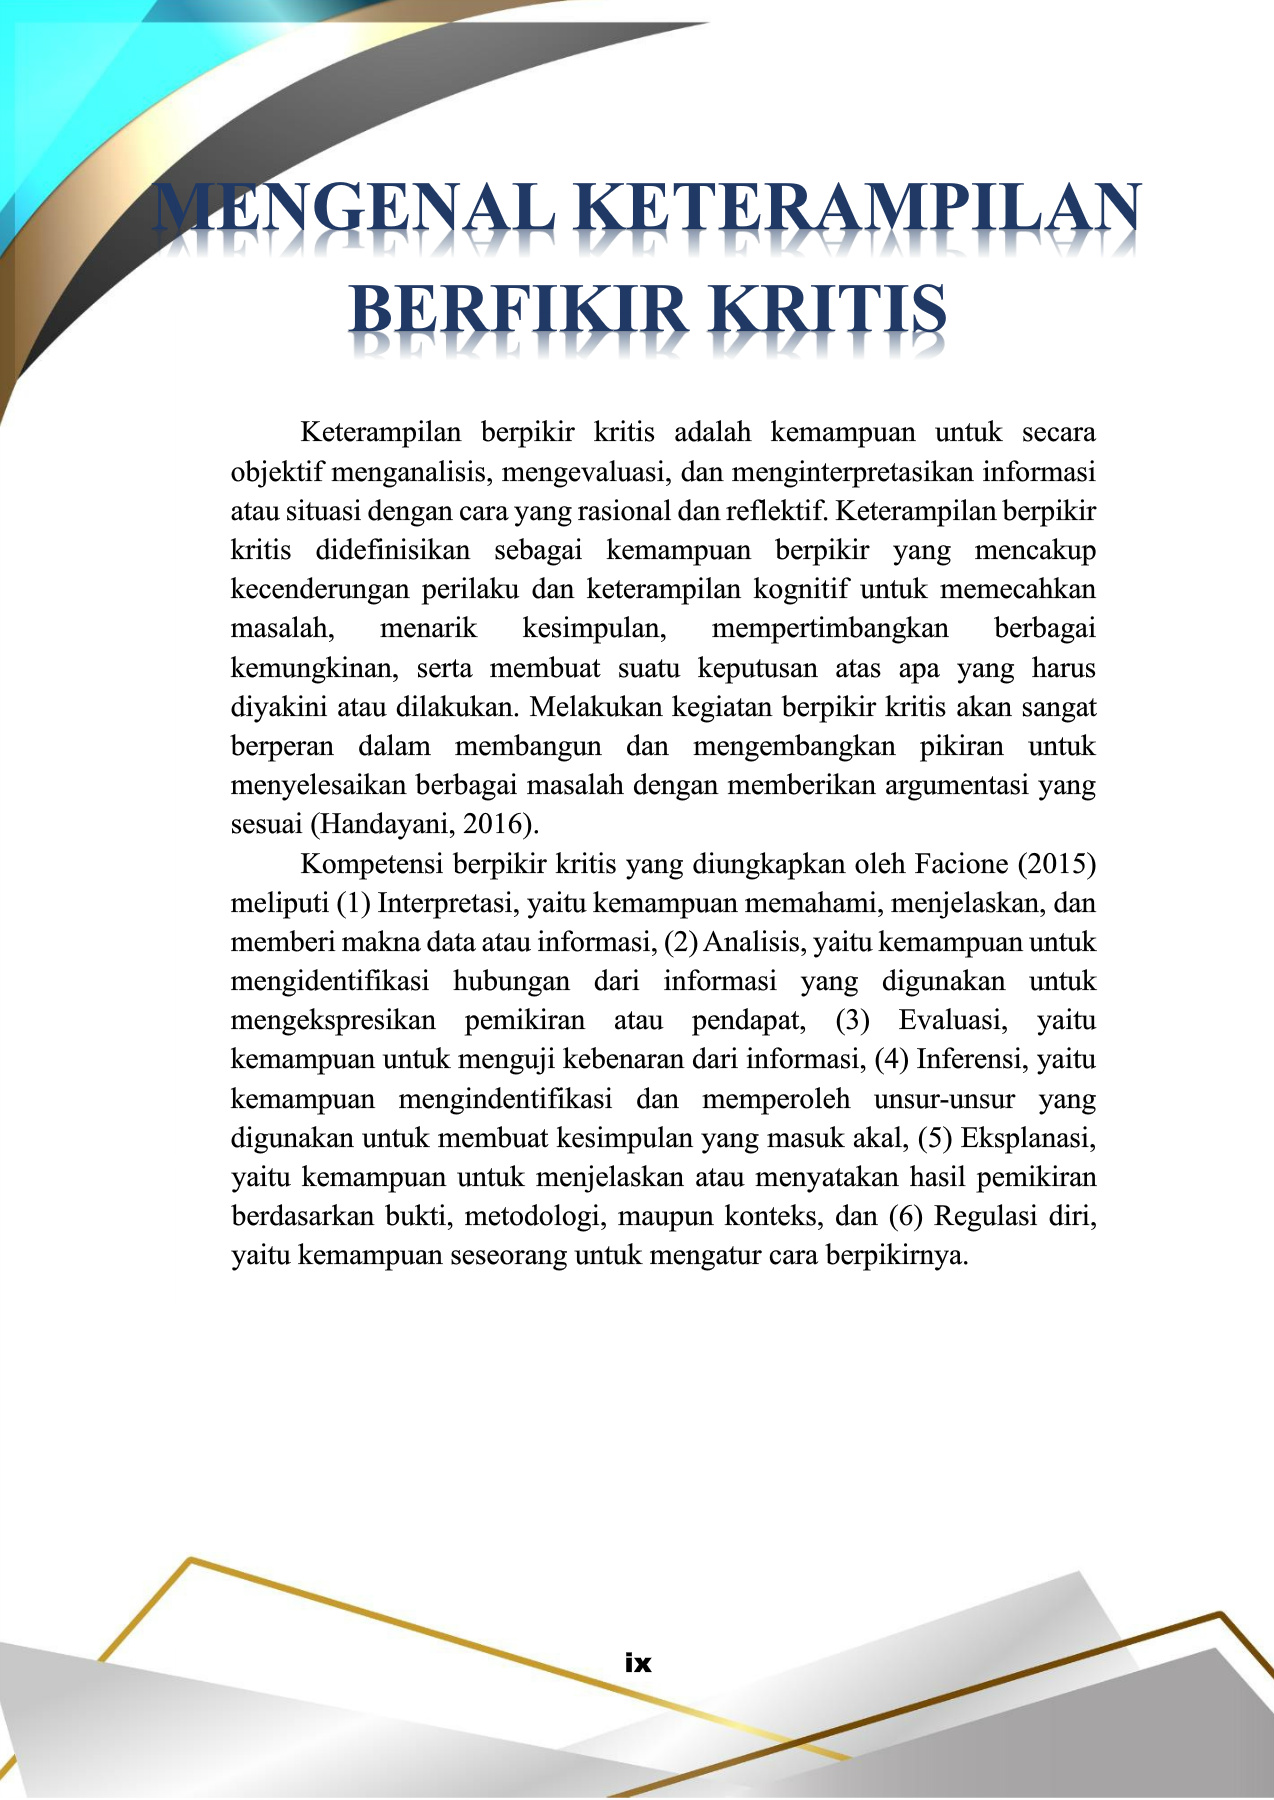 MENGENAL KETERAMPILAN
BERFIKIR KRITIS
Keterampilan berpikir kritis adalah kemampuan untuk secara
objektif menganalisis, mengevaluasi, dan menginterpretasikan informasi
atau situasi dengan cara yang rasional dan reflektif. Keterampilan berpikir
kritis didefinisikan sebagai kemampuan berpikir yang mencakup
kecenderungan perilaku dan keterampilan kognitif untuk memecahkan
masalah, menarik kesimpulan, mempertimbangkan berbagai
kemungkinan, serta membuat suatu keputusan atas apa yang harus
diyakini atau dilakukan. Melakukan kegiatan berpikir kritis akan sangat
berperan dalam membangun dan mengembangkan pikiran untuk
menyelesaikan berbagai masalah dengan memberikan argumentasi yang
sesuai (Handayani, 2016).
Kompetensi berpikir kritis yang diungkapkan oleh Facione (2015)
meliputi (1) Interpretasi, yaitu kemampuan memahami, menjelaskan, dan
memberi makna data atau informasi, (2) Analisis, yaitu kemampuan untuk
mengidentifikasi hubungan dari informasi yang digunakan untuk
mengekspresikan pemikiran atau pendapat, (3) Evaluasi, yaitu
kemampuan untuk menguji kebenaran dari informasi, (4) Inferensi, yaitu
kemampuan mengindentifikasi dan memperoleh unsur-unsur yang
digunakan untuk membuat kesimpulan yang masuk akal, (5) Eksplanasi,
yaitu kemampuan untuk menjelaskan atau menyatakan hasil pemikiran
berdasarkan bukti, metodologi, maupun konteks, dan (6) Regulasi diri,
yaitu kemampuan seseorang untuk mengatur cara berpikirnya.
ix